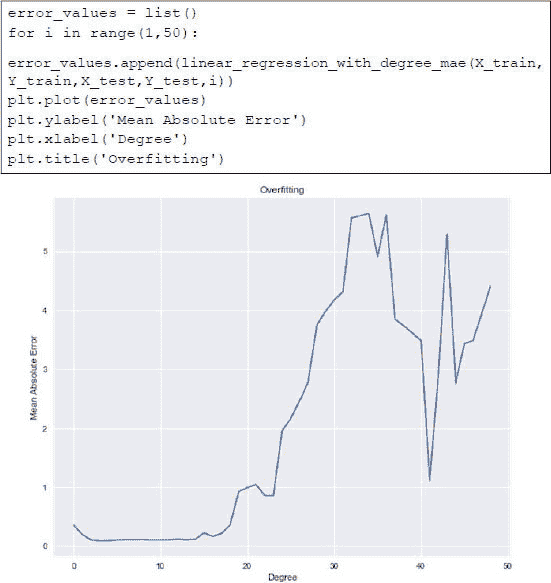 error_values = list()
for i in range(1,50):
error_values.append(linear_regression_with_degree_mae(X_train,
Y_train,X_test,Y_test,i))
plt.plot(error_values)
plt.ylabel('Mean Absolute Error')
plt.xlabel('Degree')
plt.title('Overfitting')
Overfitting
5
4
3
2
1
0
Mean Absolute Error
0 10 20 30 40 50
Degree